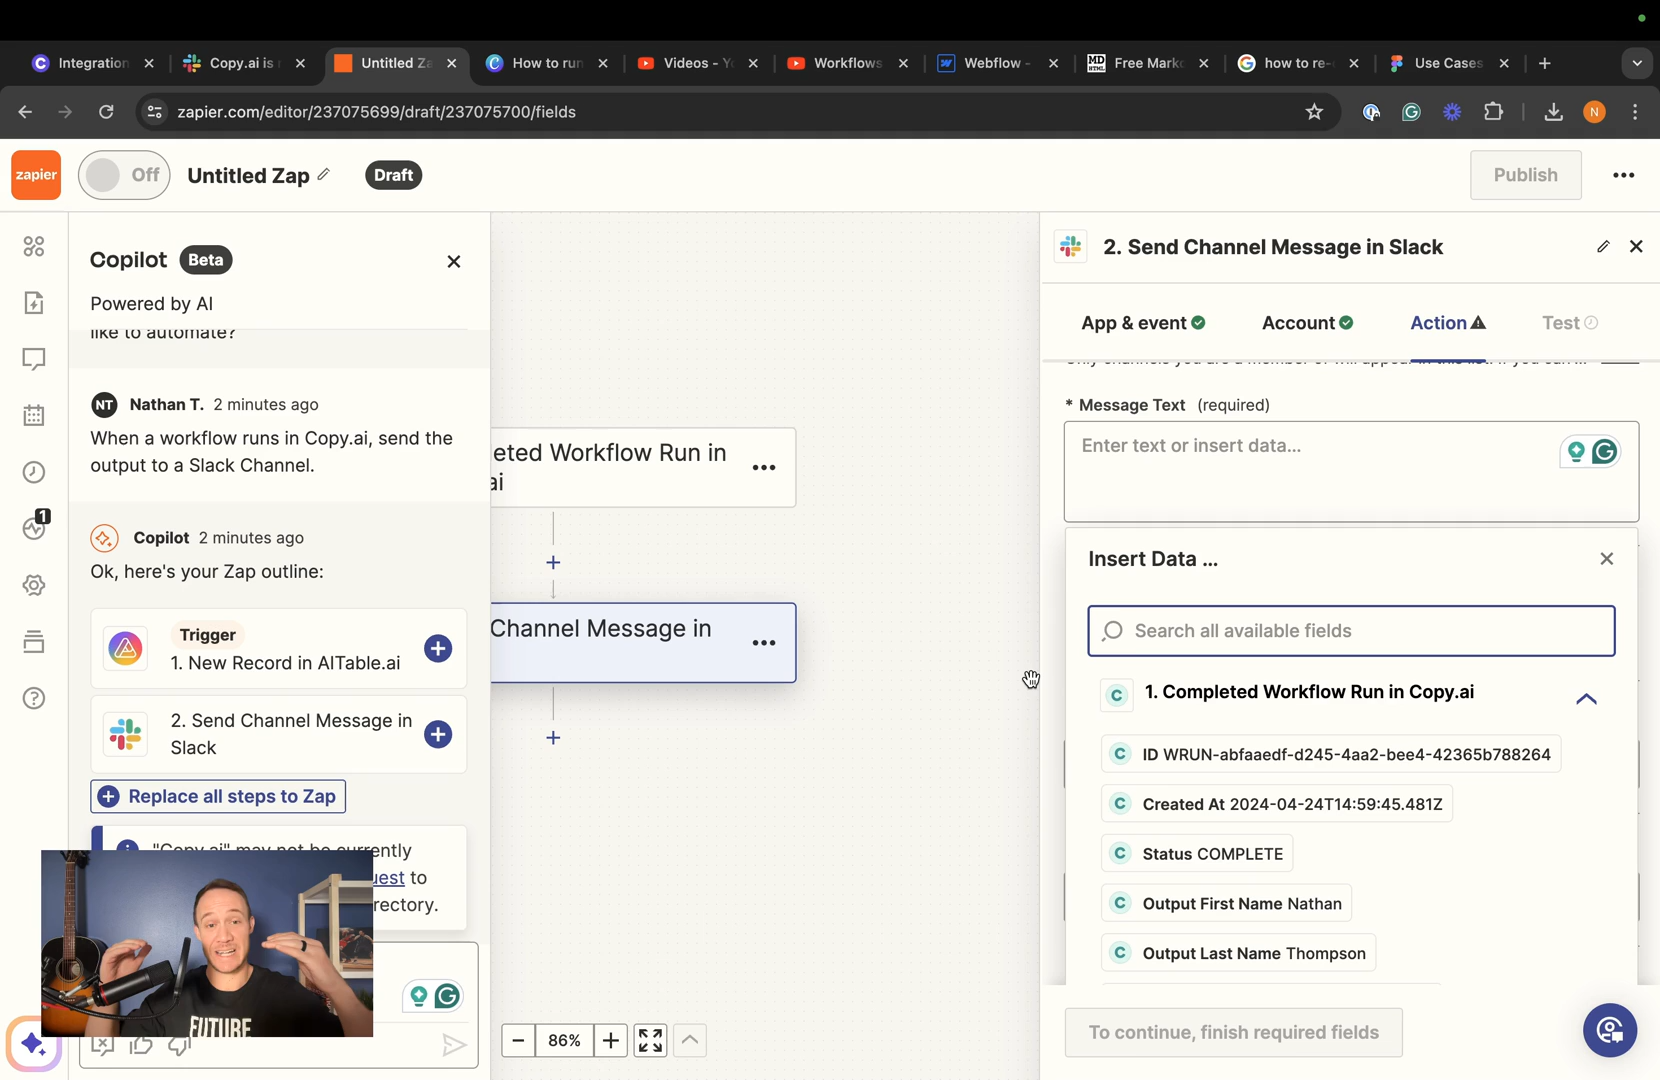 Integration
Copy.ai is
Untitled Za
How to run
Videos - Y
Workflows
Webflow -
Free Mark
how to re-
Use Cases
zapier.com/editor/237075699/draft/237075700/fields
N
zapier
Off
Untitled Zap
Draft
Publish
Copilot
Beta
Powered by AI
like to automate?
NT
Nathan T. 2 minutes ago
When a workflow runs in Copy.ai, send the
output to a Slack Channel.
1
Copilot 2 minutes ago
Ok, here's your Zap outline:
Trigger
1. New Record in AITable.ai
2. Send Channel Message in
Slack
Replace all steps to Zap
"Copy.ai" may not be currently
uest to
rectory.
FUTURE
eted Workflow Run in
ai
Channel Message in
86%
2. Send Channel Message in Slack
App & event
Account
Action
Test
* Message Text (required)
Enter text or insert data...
Insert Data ...
Search all available fields
1. Completed Workflow Run in Copy.ai
ID WRUN-abfaaedf-d245-4aa2-bee4-42365b788264
Created At 2024-04-24T14:59:45.481Z
Status COMPLETE
Output First Name Nathan
Output Last Name Thompson
To continue, finish required fields